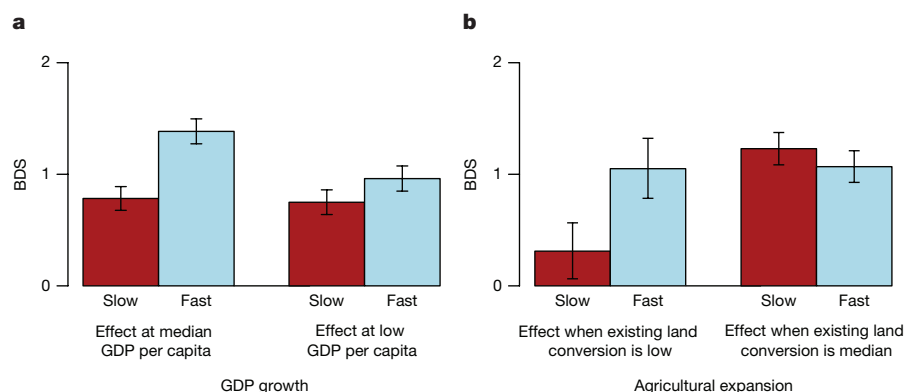 a
2
1
0
BDS
Slow Fast Slow Fast
Effect at median
GDP per capita
Effect at low
GDP per capita
GDP growth
b
2
1
0
BDS
Slow Fast Slow Fast
Effect when existing land
conversion is low
Effect when existing land
conversion is median
Agricultural expansion